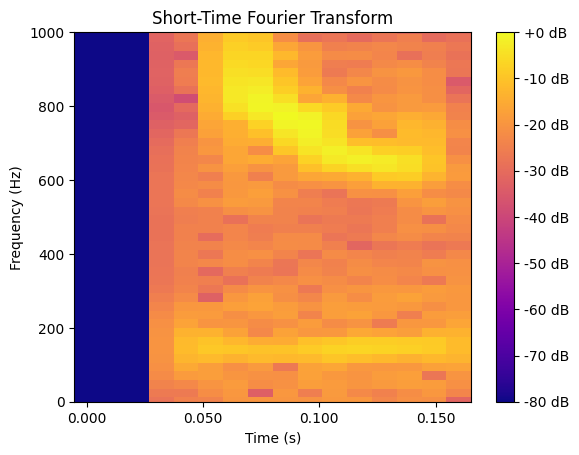 Short-Time Fourier Transform
Frequency (Hz)
1000
800
600
400
200
0
0.000
0.050
0.100
0.150
Time (s)
+0 dB
-10 dB
-20 dB
-30 dB
-40 dB
-50 dB
-60 dB
-70 dB
-80 dB